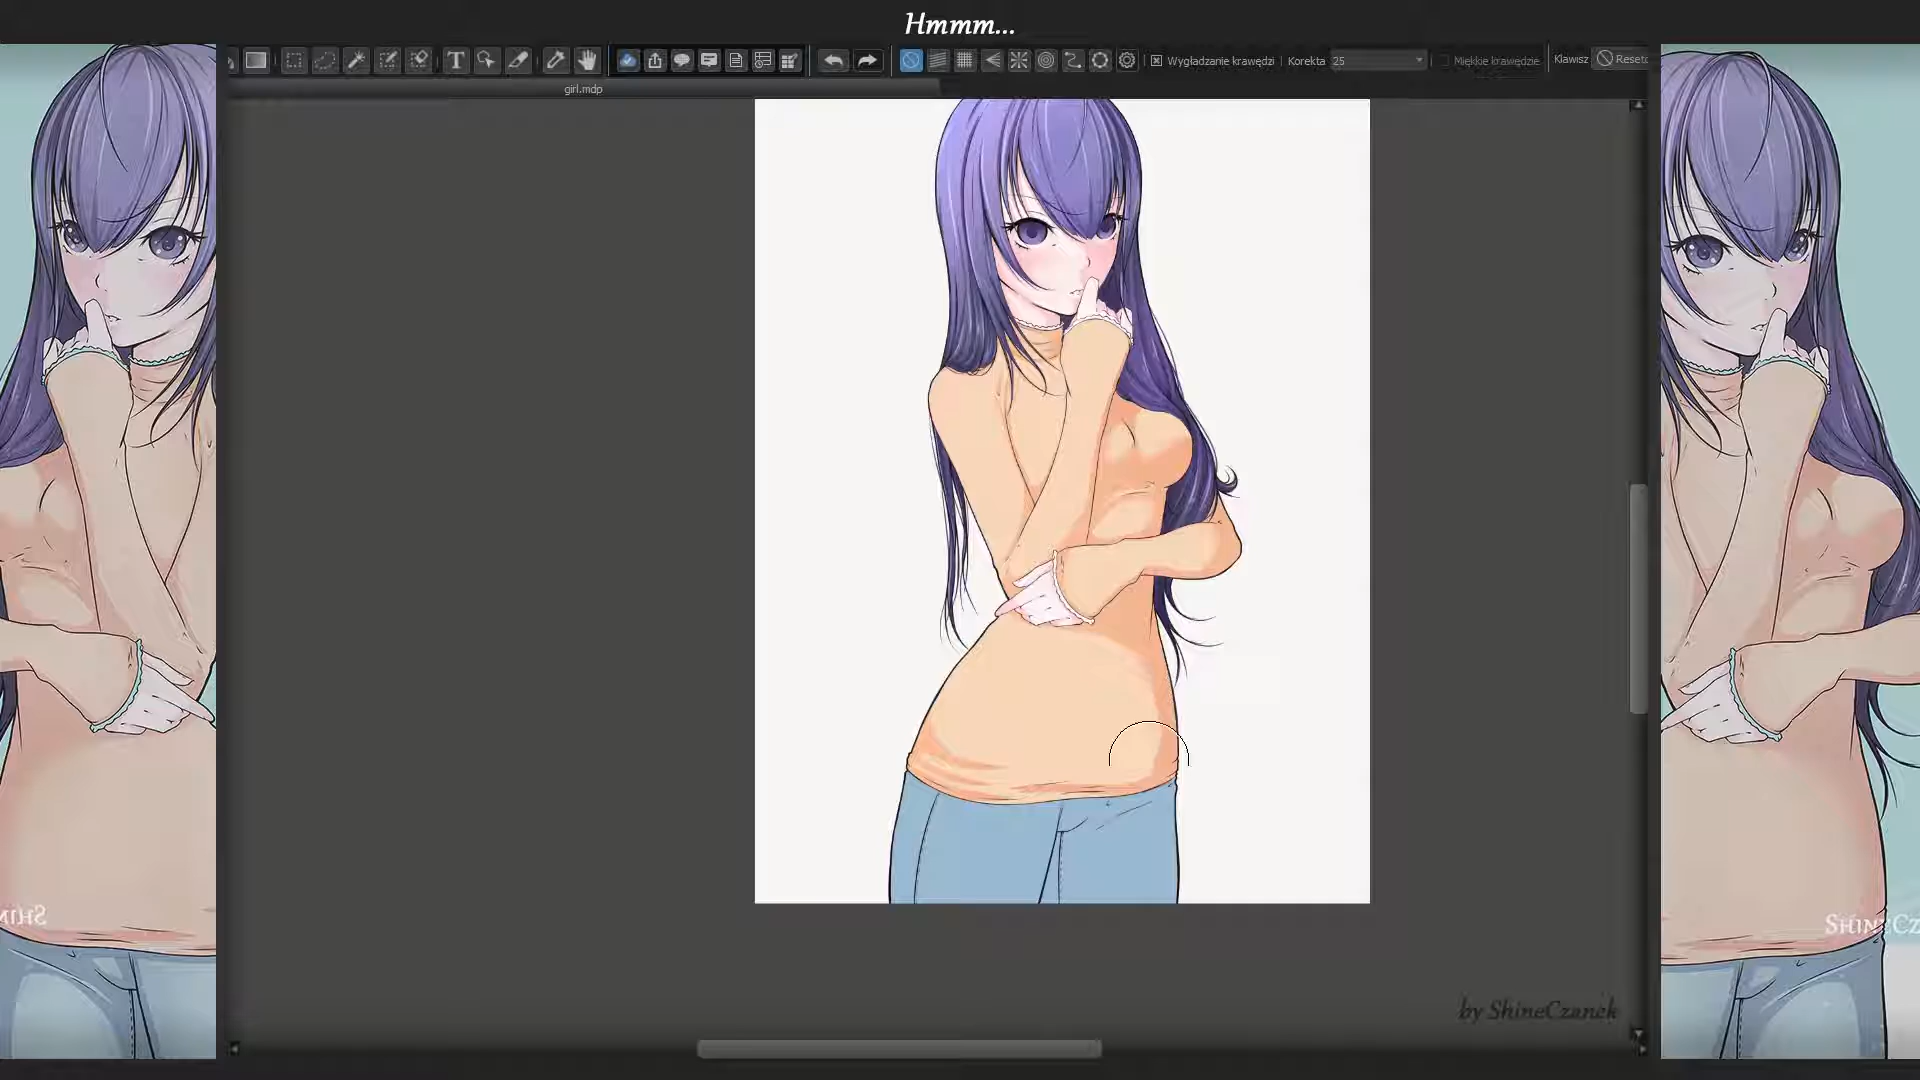 Hmmm...
Wygładzanie krawędzi
Korekta
25
Miękkie krawędzie
Klawisz
girl.mdp
by ShineCzanek